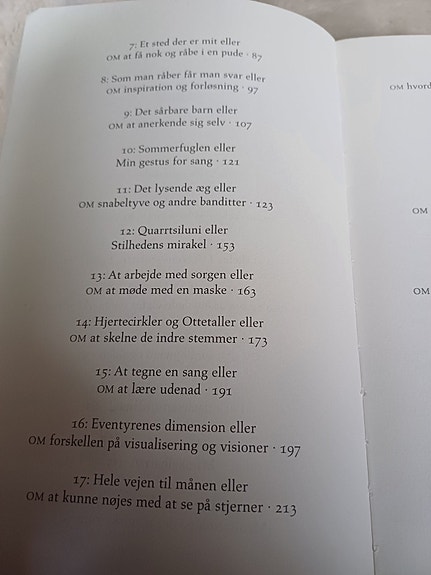 7: Et sted der er mit eller
OM at få nok og råbe i en pude · 87
8: Som man råber får man svar eller
OM inspiration og forløsning · 97
9: Det sårbare barn eller
OM at anerkende sig selv · 107
10: Sommerfuglen eller
Min gestus for sang · 121
11: Det lysende æg eller
OM snabeltyve og andre banditter · 123
12: Quarrtsiluni eller
Stilhedens mirakel · 153
13: At arbejde med sorgen eller
OM at møde med en maske · 163
14: Hjertecirkler og Ottetaller eller
OM at skelne de indre stemmer · 173
15: At tegne en sang eller
OM at lære udenad · 191
16: Eventyrenes dimension eller
OM forskellen på visualisering og visioner · 197
17: Hele vejen til månen eller
OM at kunne nøjes med at se på stjerner · 213
OM hvord
OM
OM